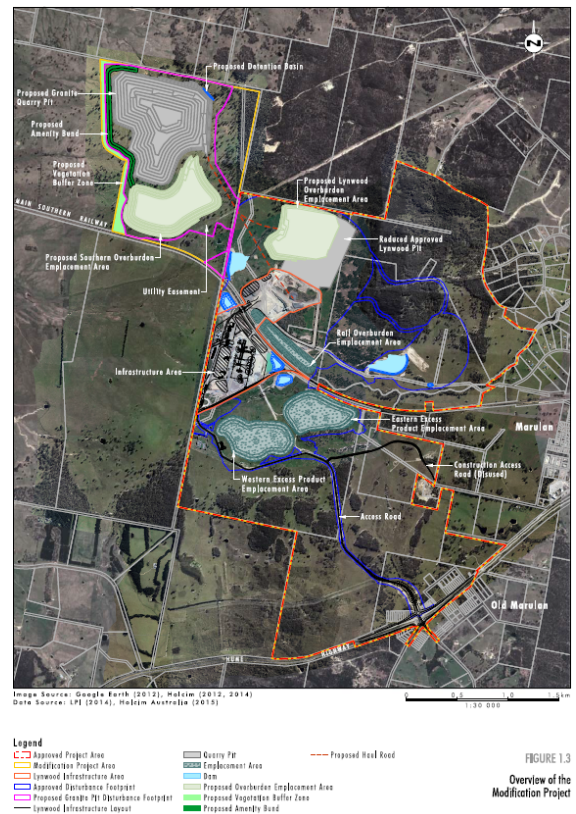 N
Proposed Detention Basin
Proposed Granite
Quarry Pit
Proposed
Amenity Bund
Proposed
Vegetation
Buffer Zone
MAIN SOUTHERN RAILWAY
Proposed Southern Overburden
Emplacement Area
Utility Easement
Proposed Lynwood
Overburden
Emplacement Area
Reduced Approved
Lynwood Pit
Rail Overburden
Emplacement Area
Infrastructure Area
Eastern Excess
Product Emplacement Area
Marulan
Construction Access
Road (Disused)
Western Excess Product
Emplacement Area
Access Road
Old Marulan
HUME HIGHWAY
Image Source: Google Earth (2012), Holcim (2012, 2014)
Data Source: LPI (2014), Holcim Australia (2015)
0 0.5 1.0 1.5km
1:30 000
Legend
Approved Project Area
Modification Project Area
Lynwood Infrastructure Area
Approved Disturbance Footprint
Proposed Granite Pit Disturbance Footprint
Lynwood Infrastructure Layout
Quarry Pit
Emplacement Area
Dam
Proposed Overburden Emplacement Area
Proposed Vegetation Buffer Zone
Proposed Amenity Bund
Proposed Haul Road
FIGURE 1.3
Overview of the
Modification Project